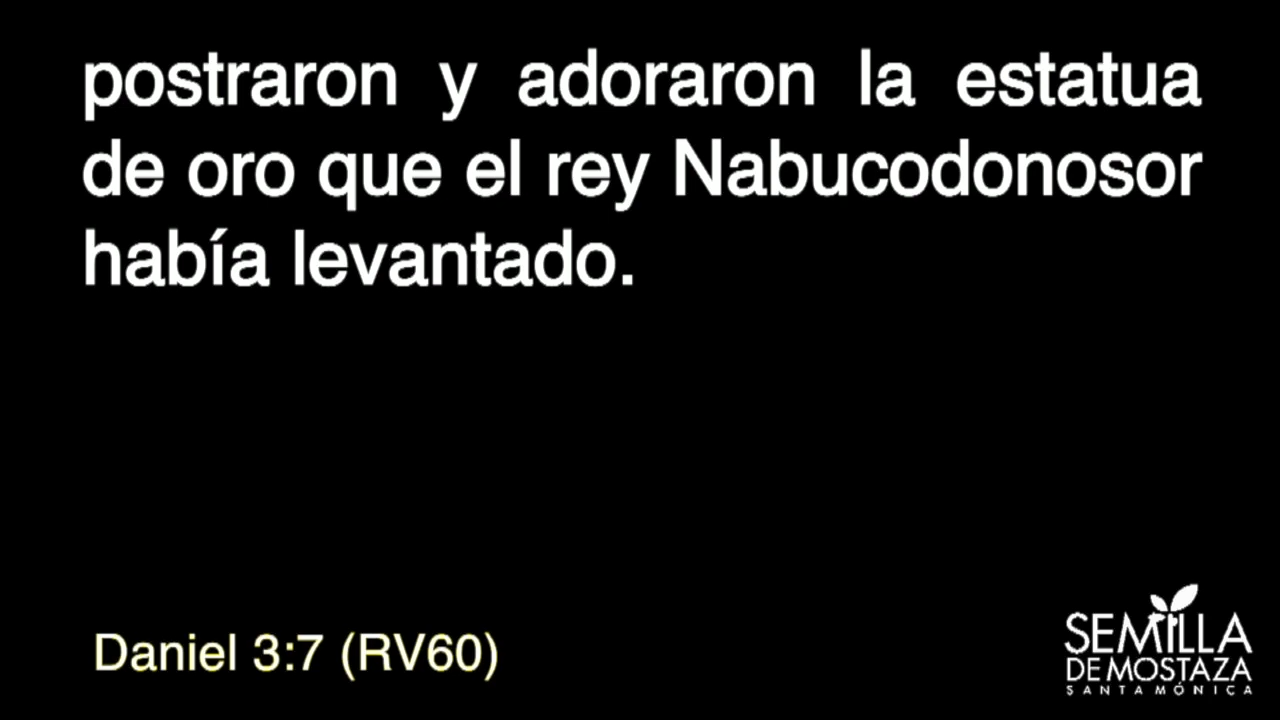 postraron y adoraron la estatua
de oro que el rey Nabucodonosor
había levantado.
Daniel 3:7 (RV60)
SEMILLA
DE MOSTAZA
SANTA MÓNICA